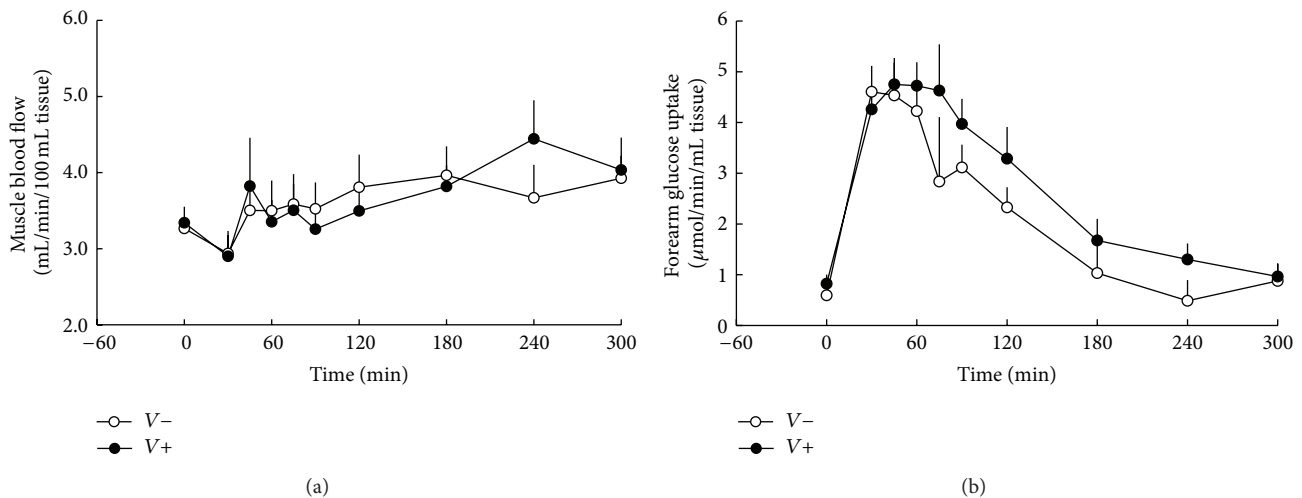 6.0
5.0
4.0
3.0
2.0
Muscle blood flow
(mL/min/100 mL tissue)
−60
0
60
120
180
240
300
Time (min)
V−
V+
(a)
6
5
4
3
2
1
0
Forearm glucose uptake
(μmol/min/mL tissue)
−60
0
60
120
180
240
300
Time (min)
V−
V+
(b)